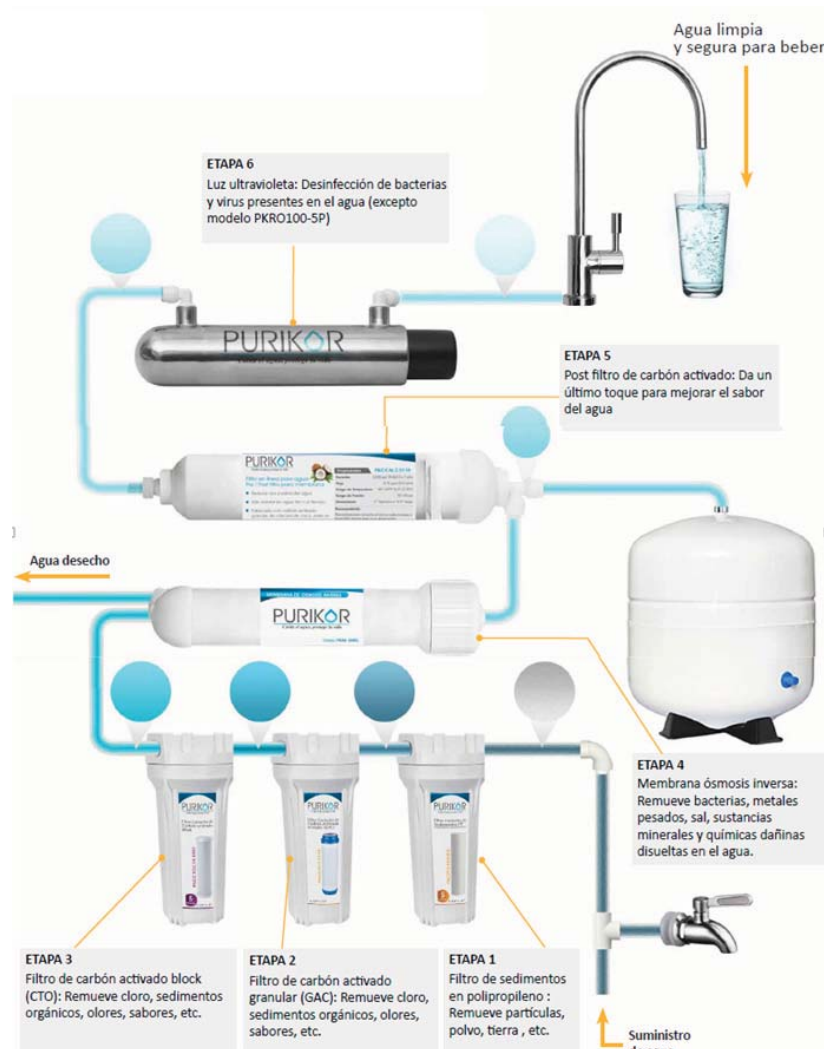 Agua limpia
y segura para beber
ETAPA 6
Luz ultravioleta: Desinfección de bacterias
y virus presentes en el agua (excepto
modelo PKRO100-5P)
PURIKOR
ETAPA 5
Post filtro de carbón activado: Da un
último toque para mejorar el sabor
del agua
PURIKOR
Agua desecho
MEMBRANA DE ÓSMOSIS INVERSA
PURIKOR
ETAPA 4
Membrana ósmosis inversa:
Remueve bacterias, metales
pesados, sal, sustancias
minerales y químicas dañinas
disueltas en el agua.
PURIKOR
PURIKOR
PURIKOR
ETAPA 3
Filtro de carbón activado block
(CTO): Remueve cloro, sedimentos
orgánicos, olores, sabores, etc.
ETAPA 2
Filtro de carbón activado
granular (GAC): Remueve cloro,
sedimentos orgánicos, olores,
sabores, etc.
ETAPA 1
Filtro de sedimentos
en polipropileno :
Remueve partículas,
polvo, tierra , etc.
Suministro